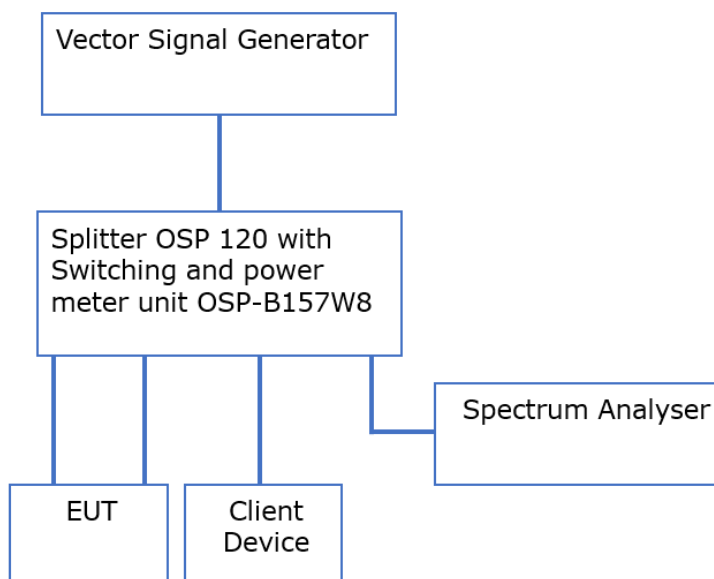 Vector Signal Generator
Splitter OSP 120 with
Switching and power
meter unit OSP-B157W8
Spectrum Analyser
EUT
Client
Device